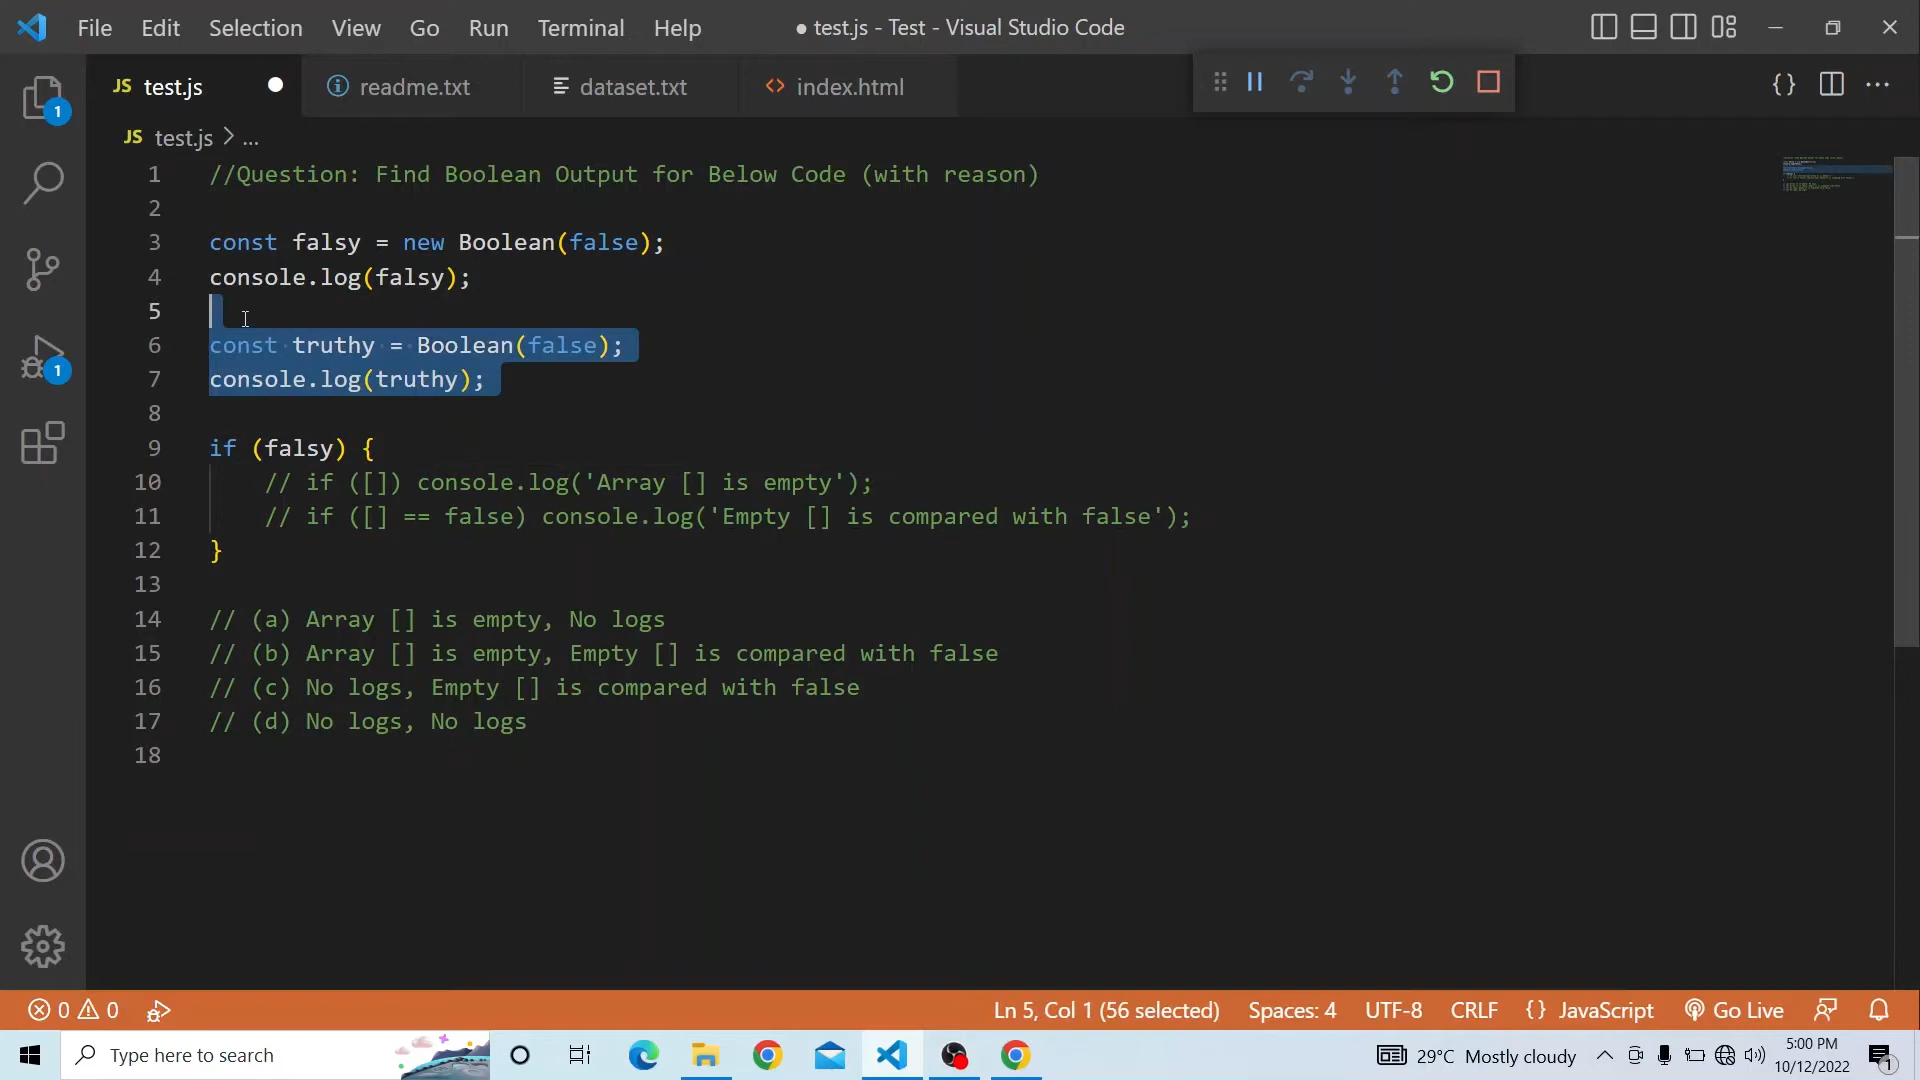 File Edit Selection View Go Run Terminal Help ● test.js - Test - Visual Studio Code
JS test.js readme.txt dataset.txt index.html
JS test.js > ...
1 //Question: Find Boolean Output for Below Code (with reason)
2
3 const falsy = new Boolean(false);
4 console.log(falsy);
5
6 const truthy = Boolean(false);
7 console.log(truthy);
8
9 if (falsy) {
10 // if ([]) console.log('Array [] is empty');
11 // if ([] == false) console.log('Empty [] is compared with false');
12 }
13
14 // (a) Array [] is empty, No logs
15 // (b) Array [] is empty, Empty [] is compared with false
16 // (c) No logs, Empty [] is compared with false
17 // (d) No logs, No logs
18
1
1
0 0 Ln 5, Col 1 (56 selected) Spaces: 4 UTF-8 CRLF {} JavaScript Go Live
Type here to search 29°C Mostly cloudy 5:00 PM
10/12/2022 1